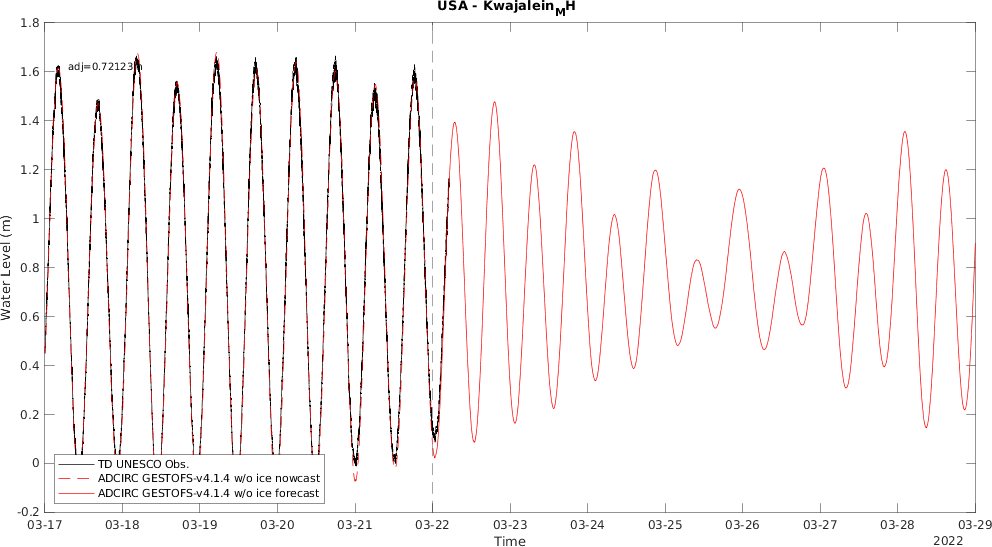 USA - Kwajalein_MH
1.8
1.6
1.4
1.2
1
0.8
0.6
0.4
0.2
0
-0.2
Water Level (m)
adj=0.72123m
TD UNESCO Obs.
ADCIRC GESTOFS-v4.1.4 w/o ice nowcast
ADCIRC GESTOFS-v4.1.4 w/o ice forecast
03-17 03-18 03-19 03-20 03-21 03-22 03-23 03-24 03-25 03-26 03-27 03-28 03-29
Time
2022